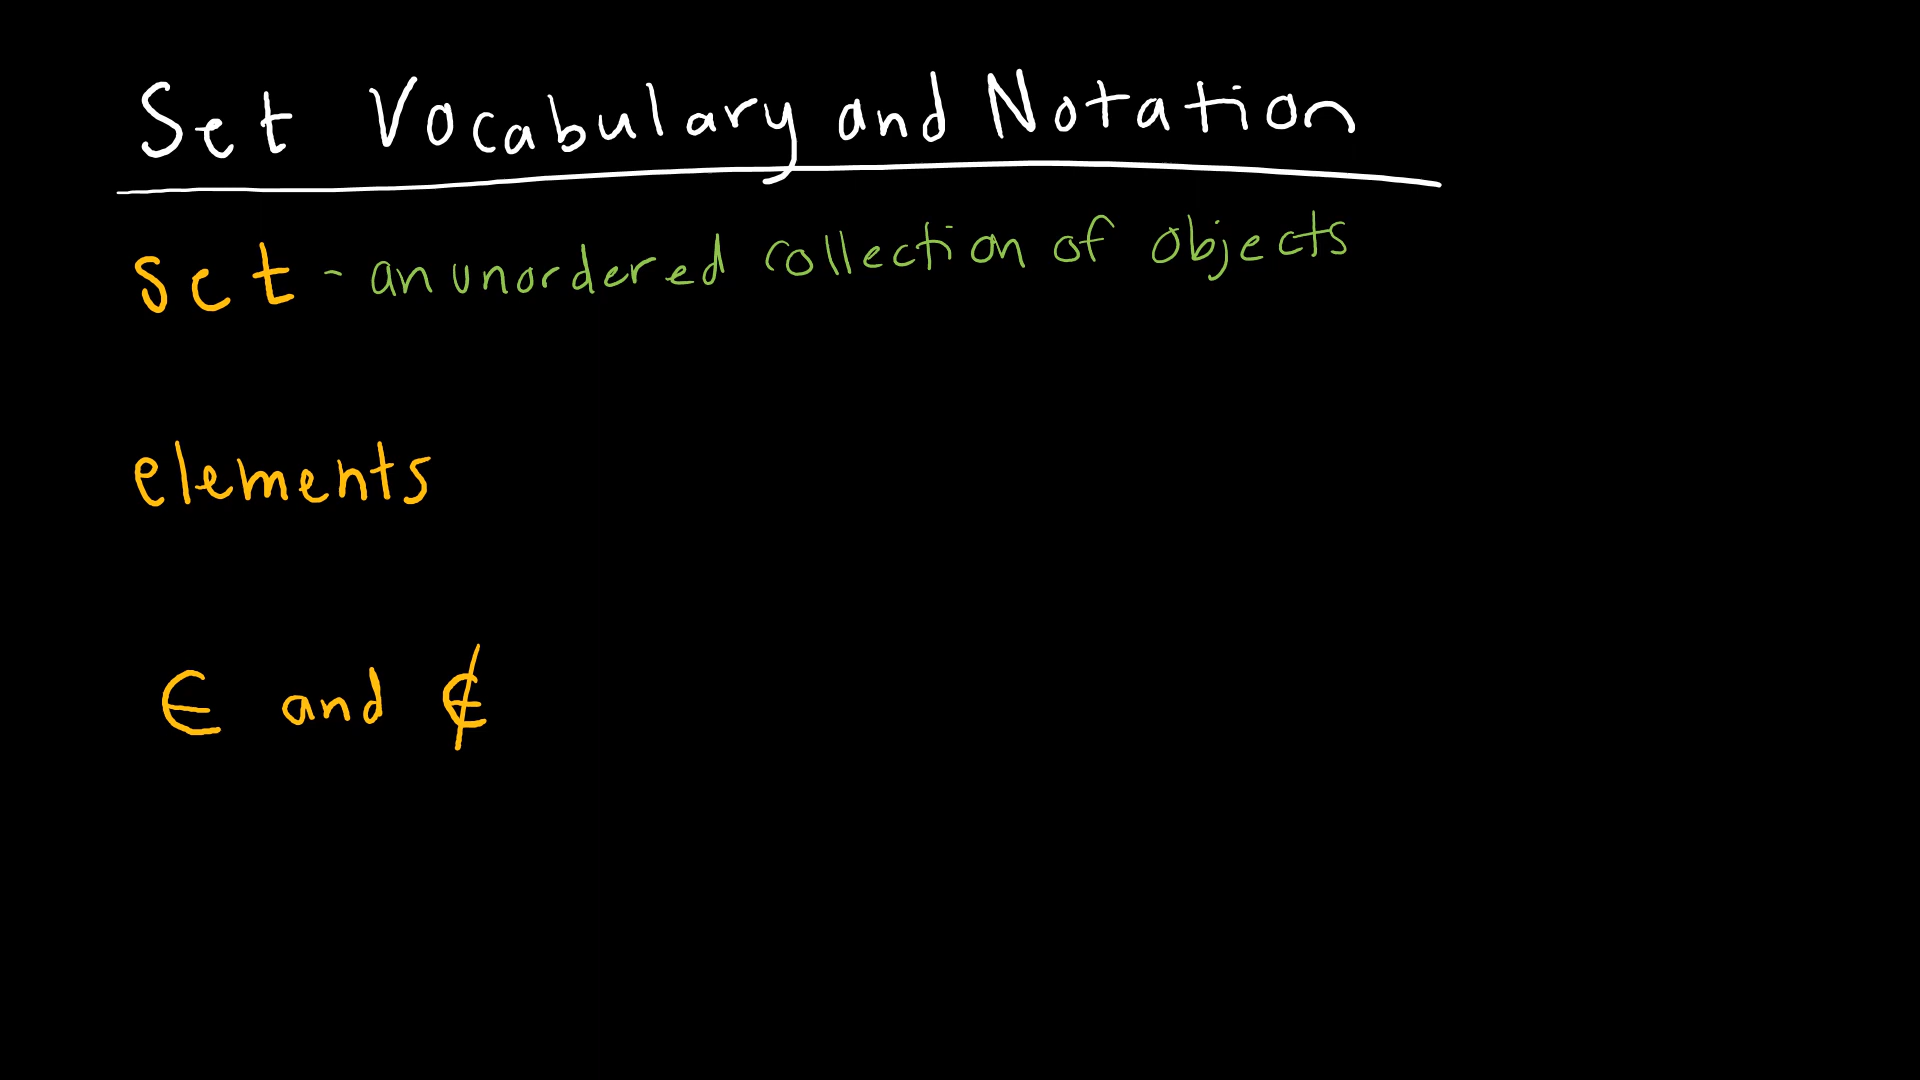 Set Vocabulary and Notation
set - an unordered collection of objects
elements
∈ and ∉